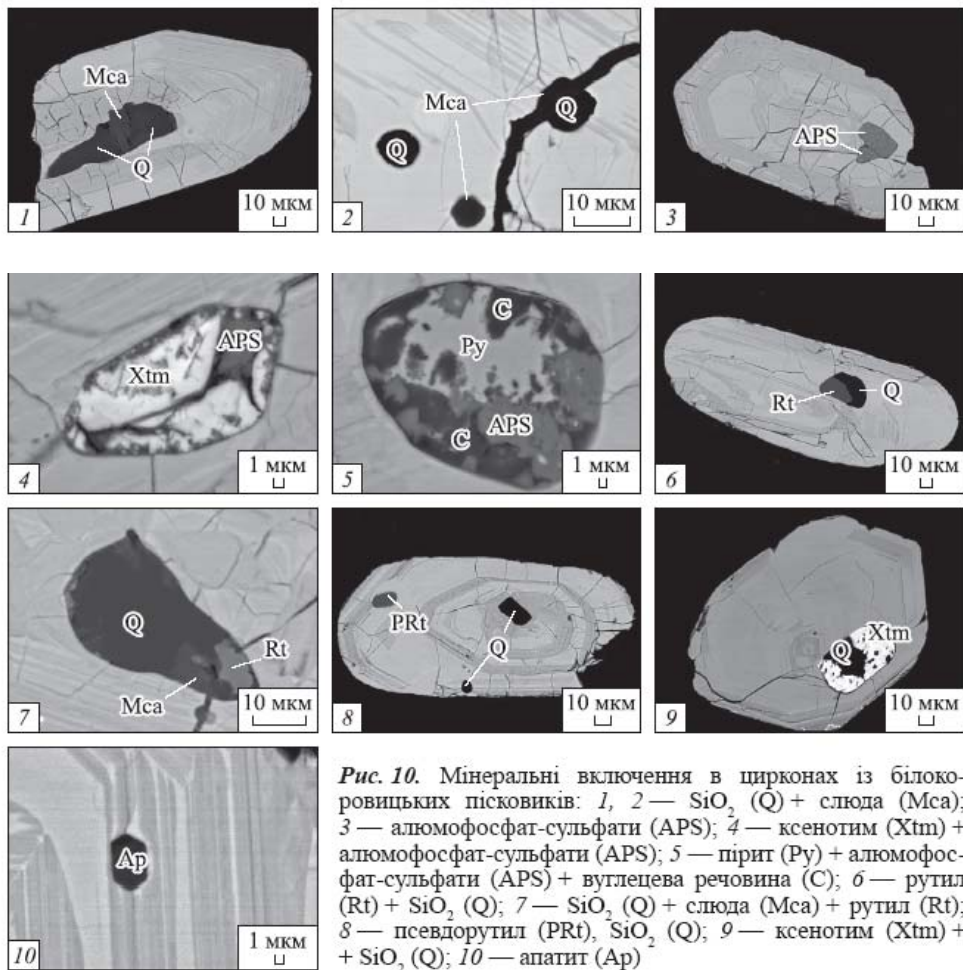 Mca
Q
1
10 мкм
Mca
Q
Q
2
10 мкм
APS
3
10 мкм
Xtm
APS
4
1 мкм
C
Py
APS
C
5
1 мкм
Rt
Q
6
10 мкм
Q
Rt
Mca
7
10 мкм
PRt
Q
8
10 мкм
Xtm
Q
9
10 мкм
Ap
10
1 мкм
Рис. 10. Мінеральні включення в цирконах із білоко-
ровицьких пісковиків: 1, 2 — SiO₂ (Q) + слюда (Mca);
3 — алюмофосфат-сульфати (APS); 4 — ксенотим (Xtm) +
алюмофосфат-сульфати (APS); 5 — пірит (Py) + алюмофос-
фат-сульфати (APS) + вуглецева речовина (C); 6 — рутил
(Rt) + SiO₂ (Q); 7 — SiO₂ (Q) + слюда (Mca) + рутил (Rt);
8 — псевдорутил (PRt), SiO₂ (Q); 9 — ксенотим (Xtm) +
+ SiO₂ (Q); 10 — апатит (Ap)